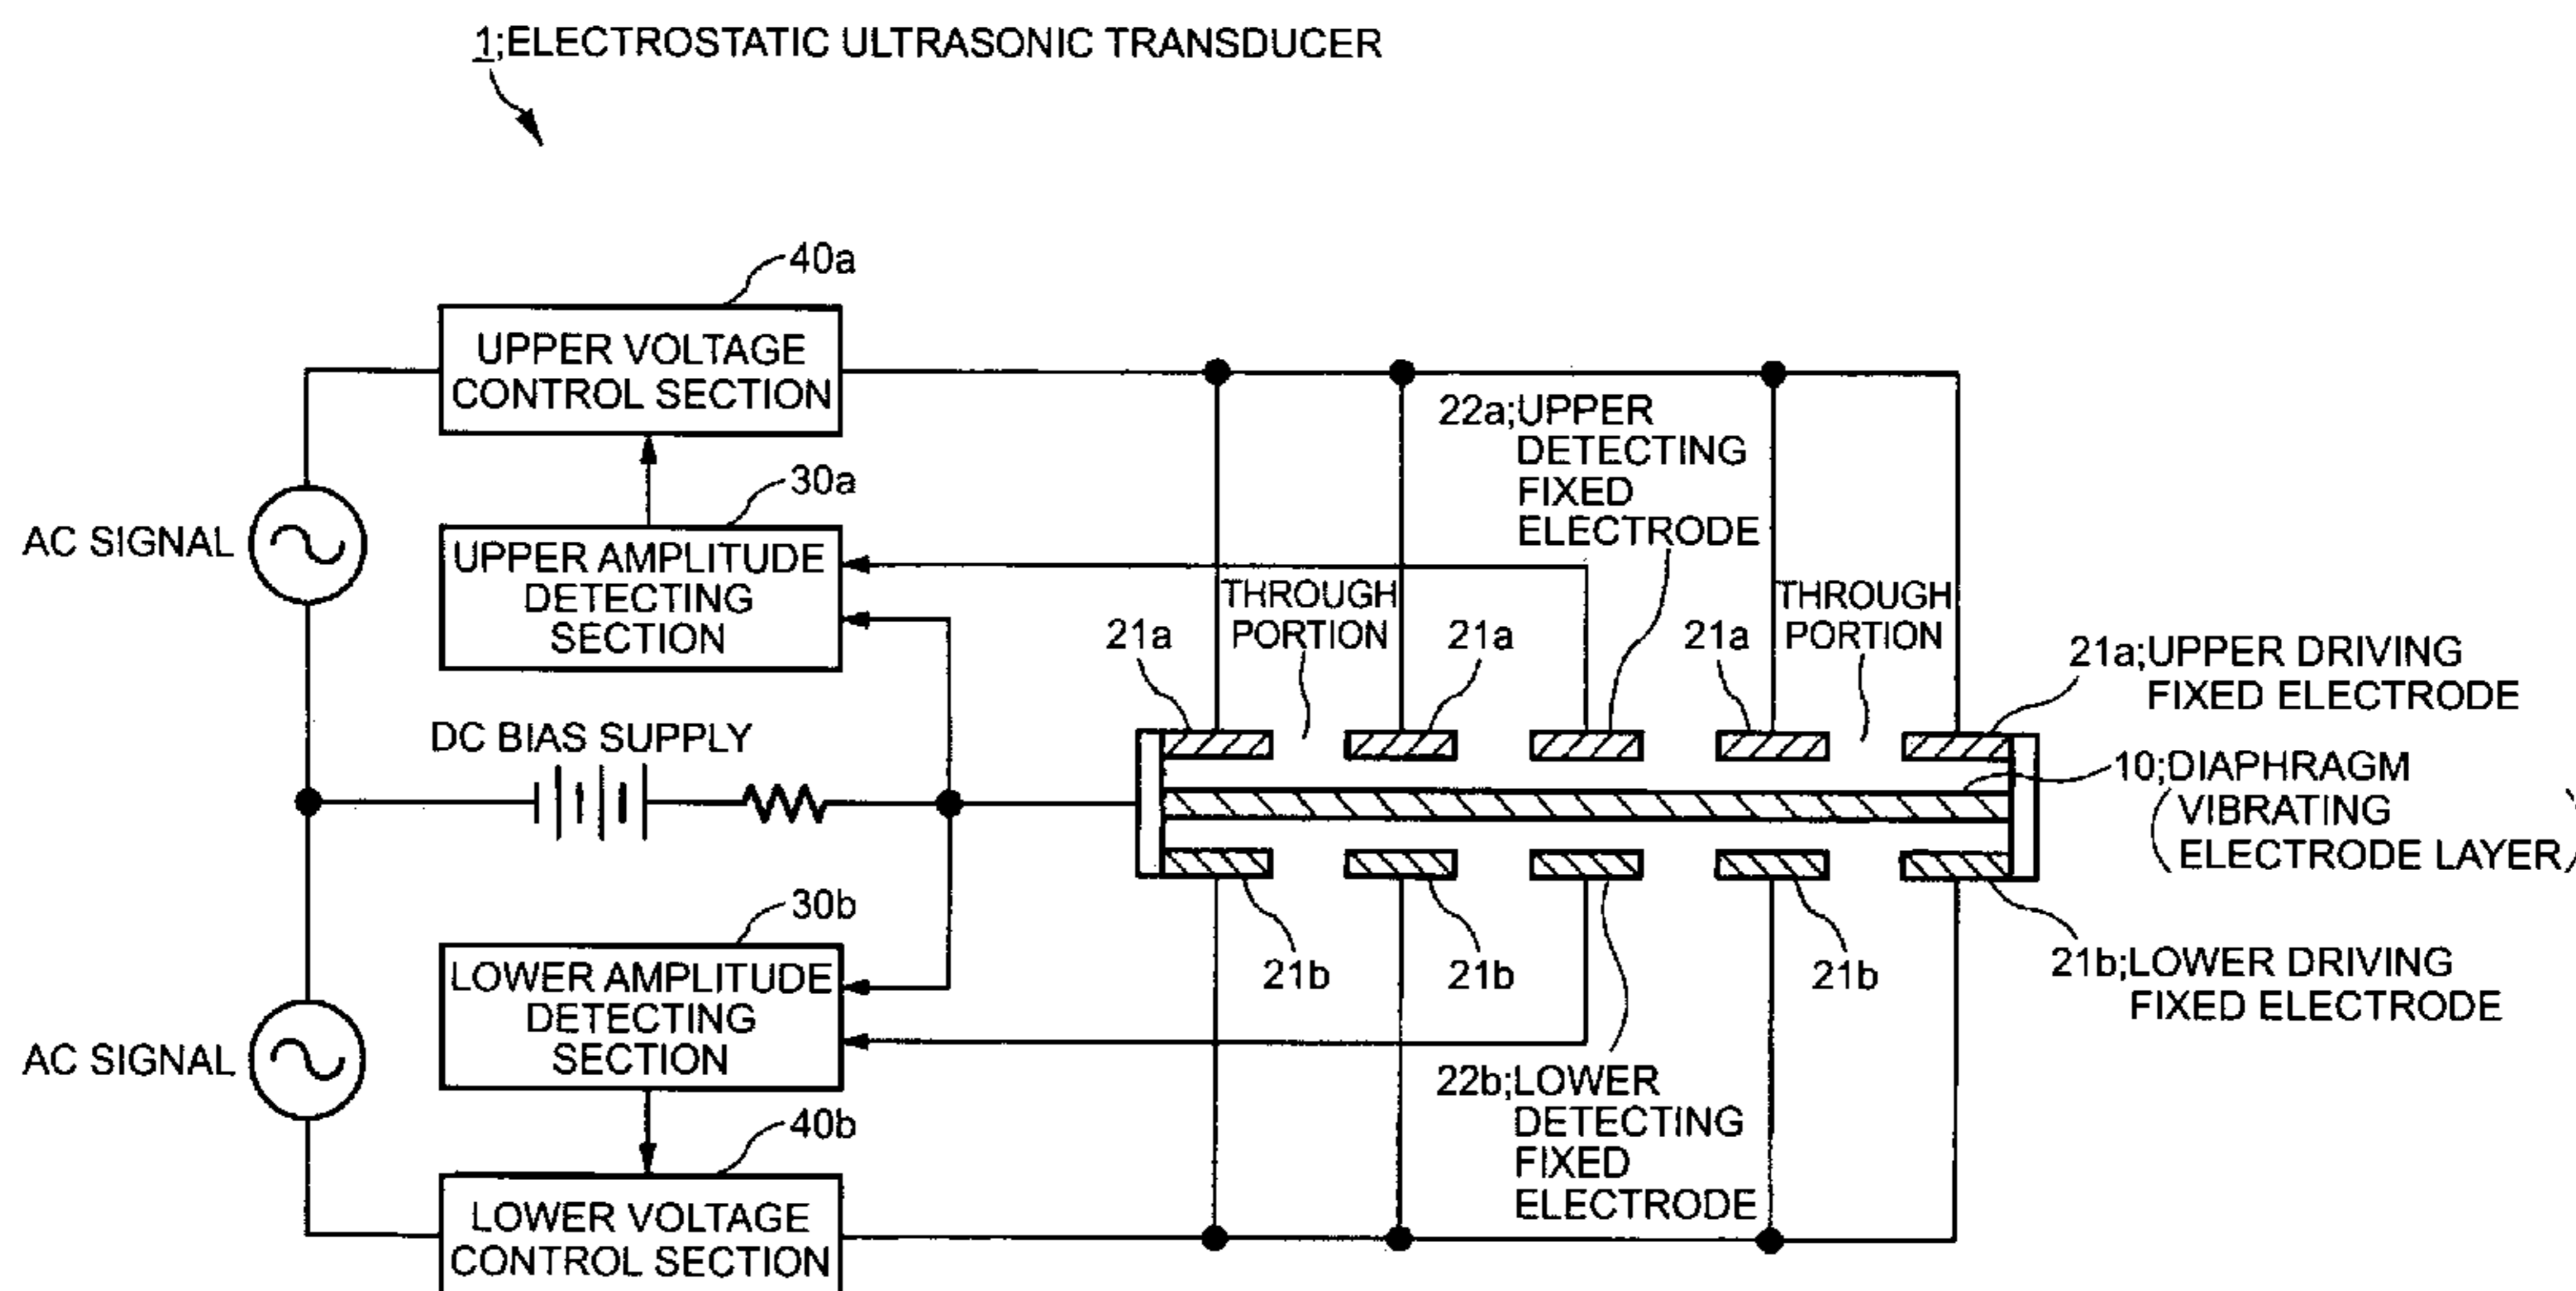 1;ELECTROSTATIC ULTRASONIC TRANSDUCER
40a
UPPER VOLTAGE
CONTROL SECTION
22a;UPPER
DETECTING
FIXED
ELECTRODE
30a
AC SIGNAL
UPPER AMPLITUDE
DETECTING
SECTION
THROUGH
PORTION
THROUGH
PORTION
21a
21a
21a
21a;UPPER DRIVING
FIXED ELECTRODE
DC BIAS SUPPLY
10;DIAPHRAGM
(VIBRATING
ELECTRODE LAYER)
30b
21b
21b
21b
21b;LOWER DRIVING
FIXED ELECTRODE
LOWER AMPLITUDE
DETECTING
SECTION
AC SIGNAL
22b;LOWER
DETECTING
FIXED
ELECTRODE
40b
LOWER VOLTAGE
CONTROL SECTION